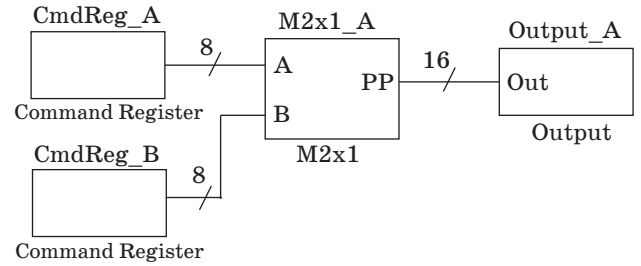 CmdReg_A
8
Command Register
M2x1_A
A
B
PP
M2x1
16
Output_A
Out
Output
CmdReg_B
8
Command Register